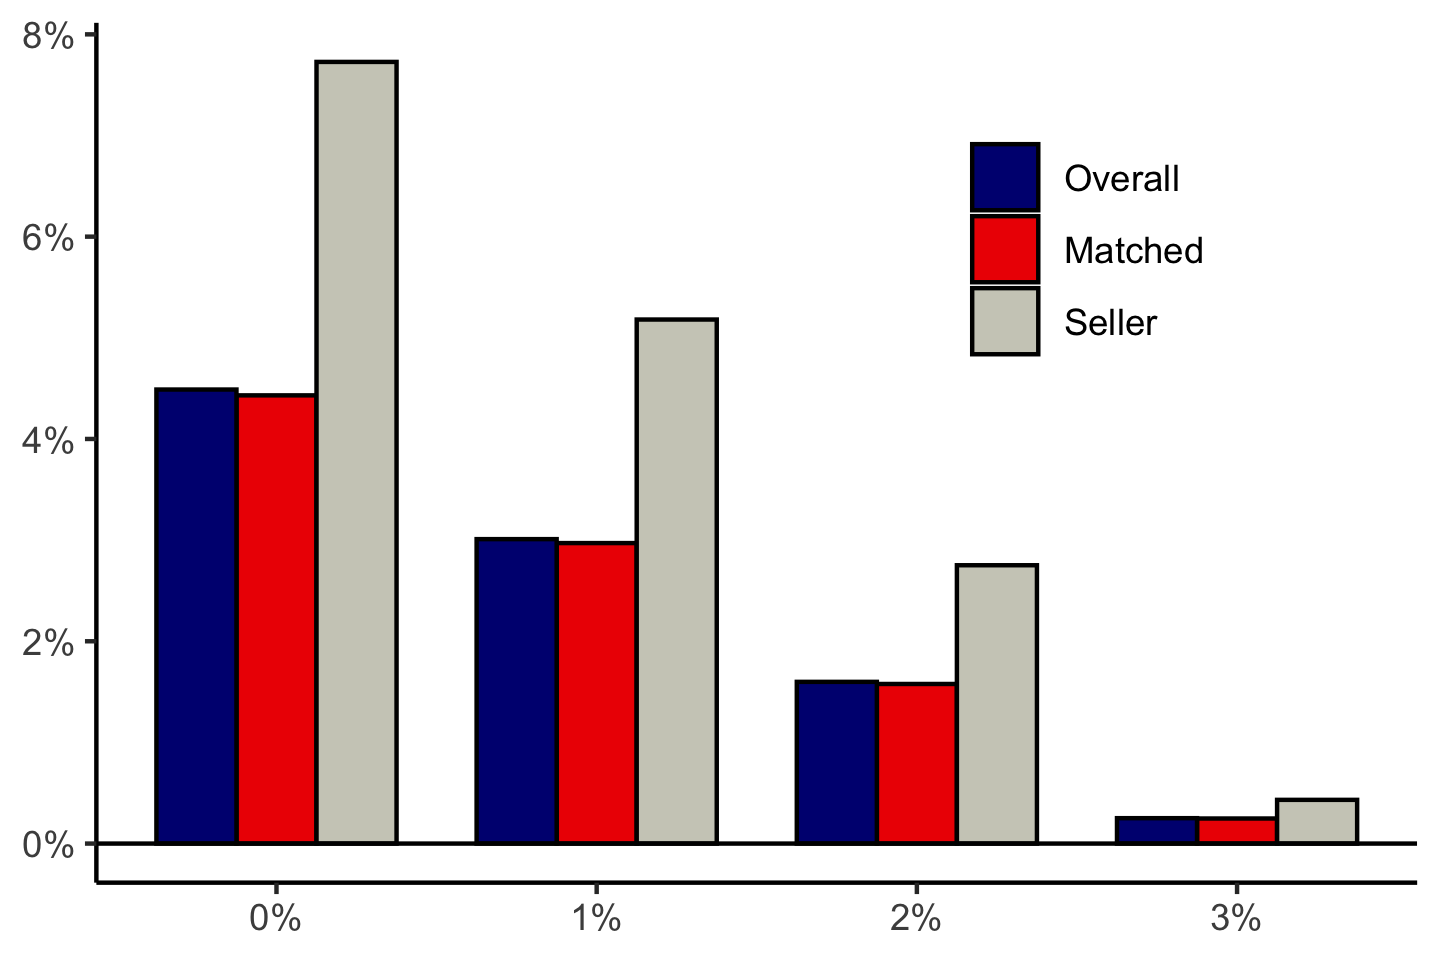 8%
6%
4%
2%
0%
Overall
Matched
Seller
0% 1% 2% 3%